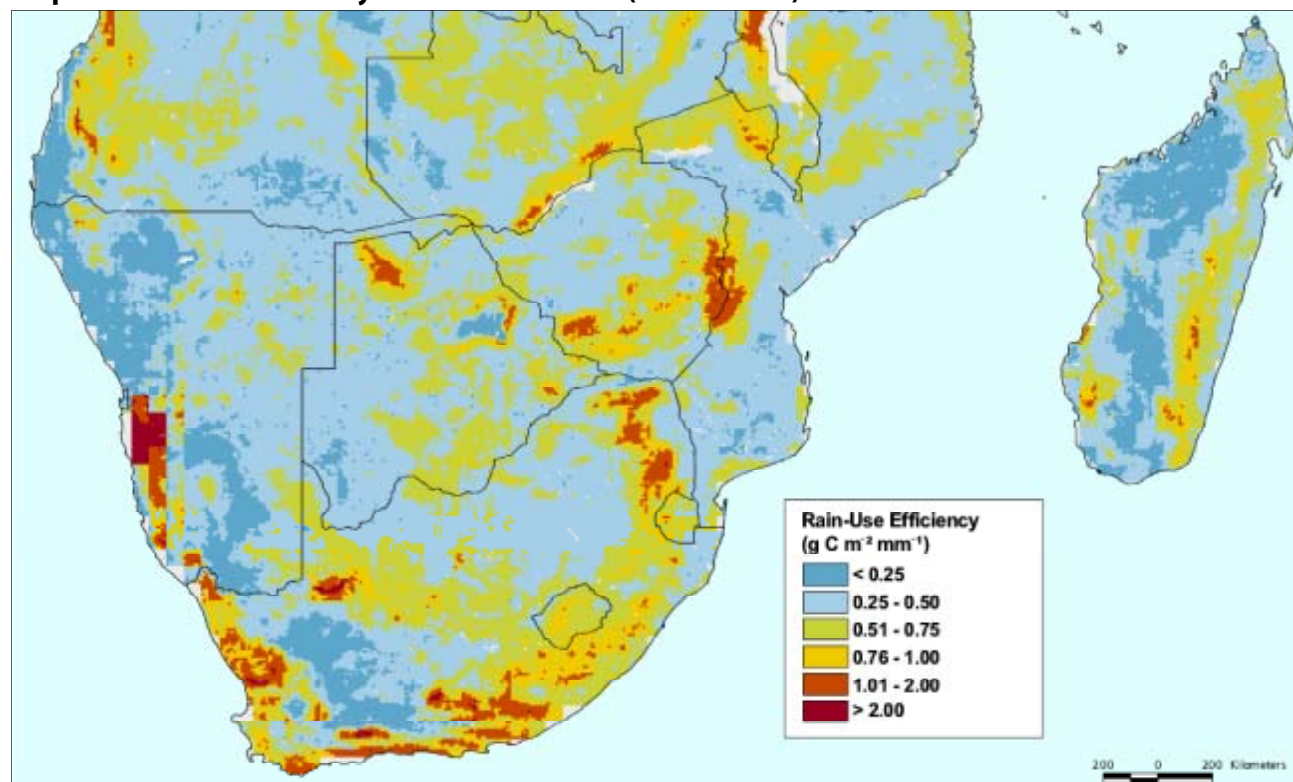 Rain-Use Efficiency
(g C m⁻² mm⁻¹)
< 0.25
0.25 - 0.50
0.51 - 0.75
0.76 - 1.00
1.01 - 2.00
> 2.00
200 0 200 Kilometers